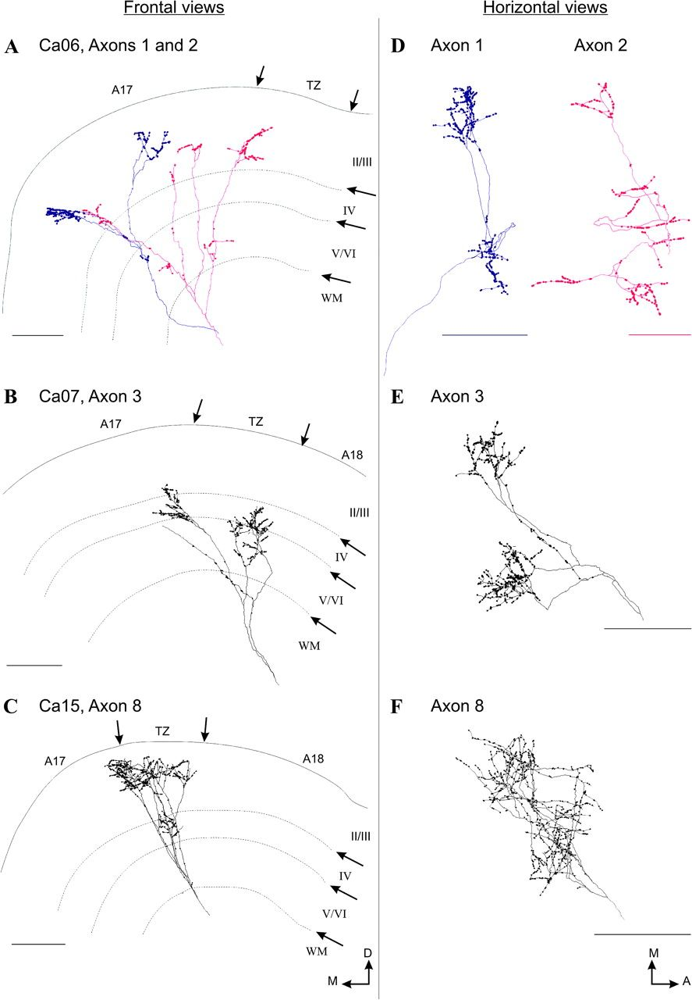 Frontal views
Horizontal views
A Ca06, Axons 1 and 2
A17
TZ
II/III
IV
V/VI
WM
D Axon 1
Axon 2
B Ca07, Axon 3
A17
TZ
A18
II/III
IV
V/VI
WM
E Axon 3
C Ca15, Axon 8
A17
TZ
A18
II/III
IV
V/VI
WM
D
M
F Axon 8
M
A